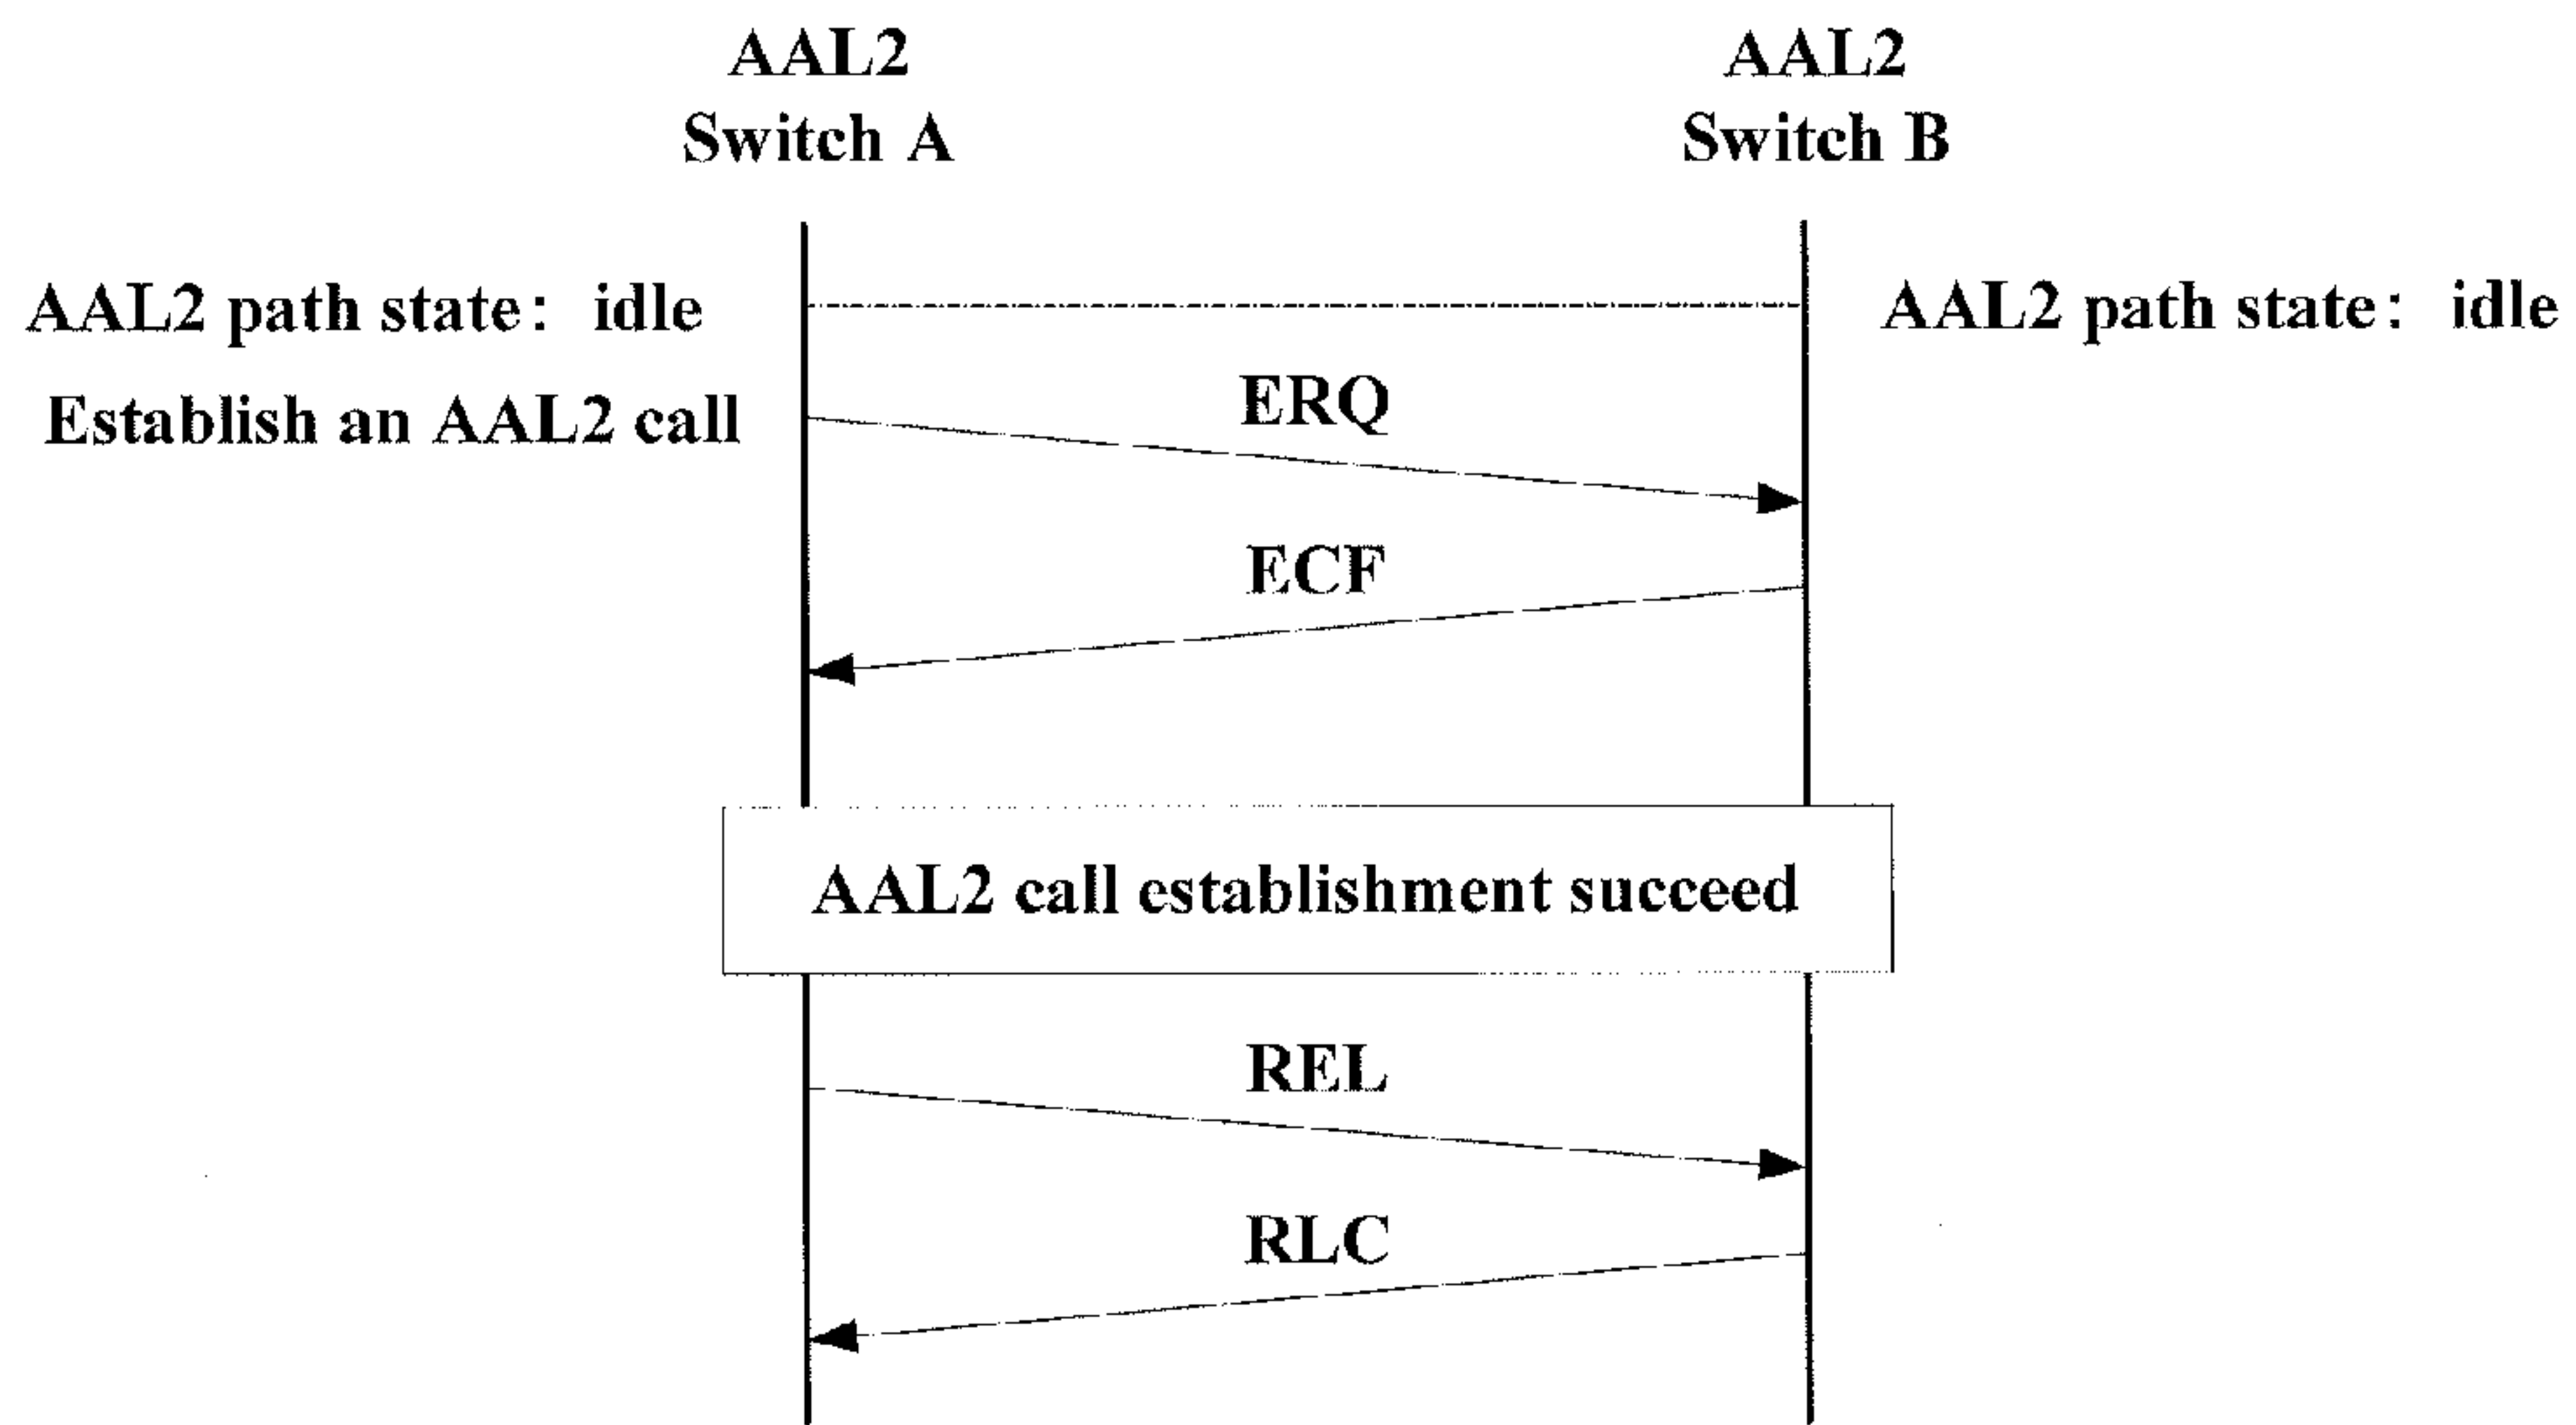 AAL2
Switch A
AAL2
Switch B
AAL2 path state: idle
AAL2 path state: idle
Establish an AAL2 call
ERQ
ECF
AAL2 call establishment succeed
REL
RLC